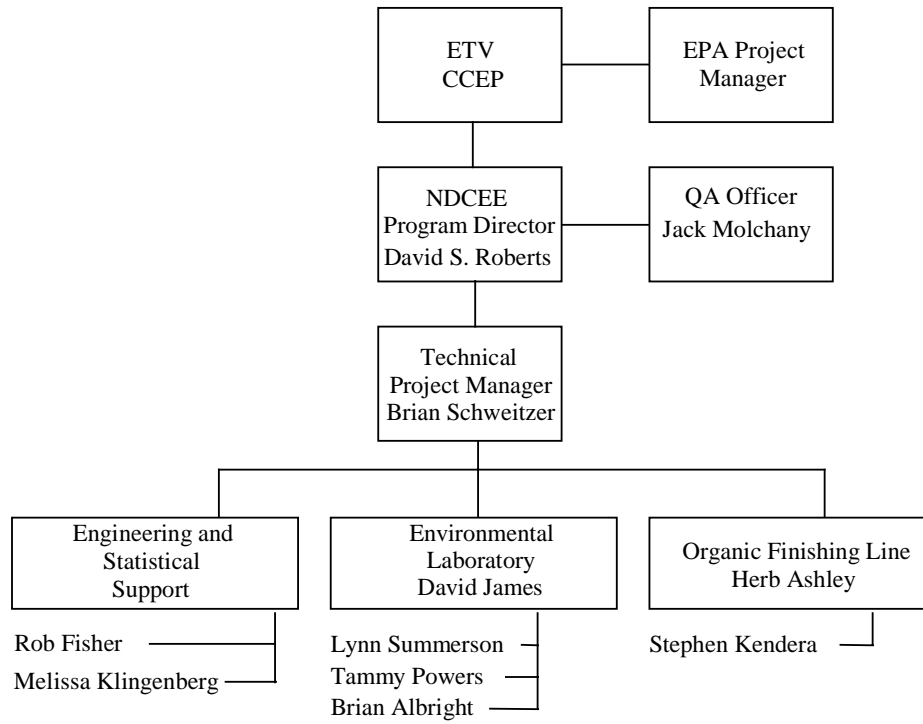 ETV
CCEP
EPA Project
Manager
NDCEE
Program Director
David S. Roberts
QA Officer
Jack Molchany
Technical
Project Manager
Brian Schweitzer
Engineering and
Statistical
Support
Environmental
Laboratory
David James
Organic Finishing Line
Herb Ashley
Rob Fisher
Melissa Klingenberg
Lynn Summerson
Tammy Powers
Brian Albright
Stephen Kendera